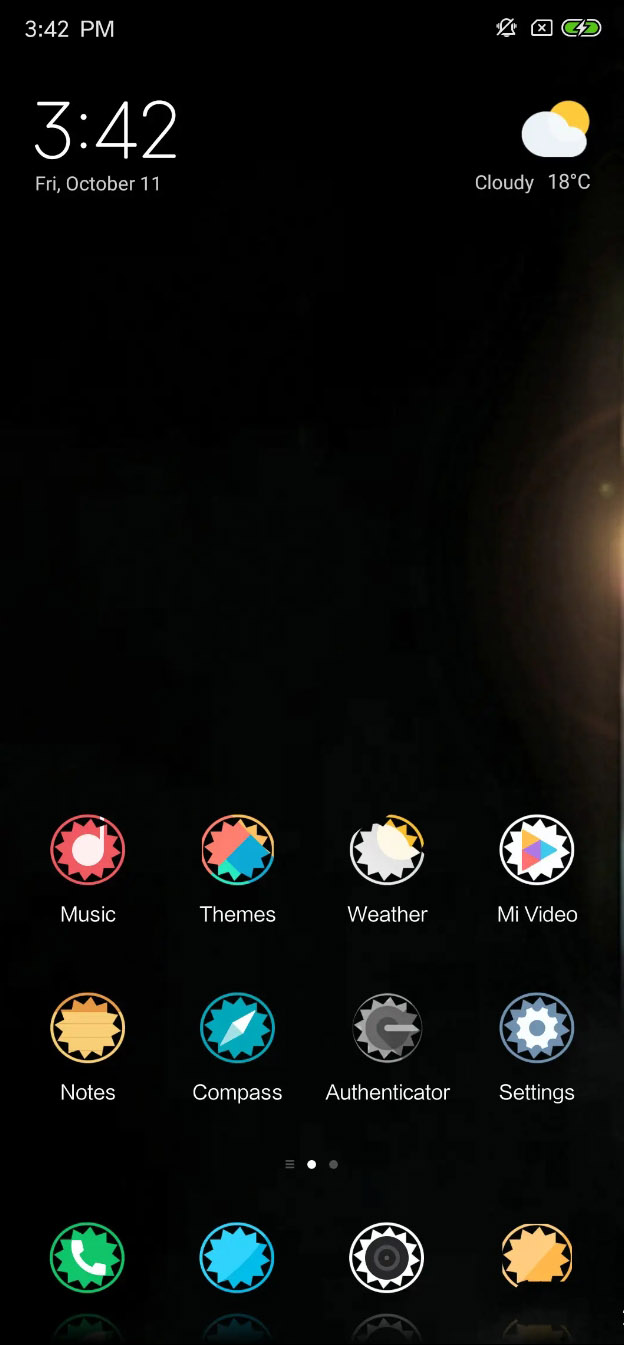 3:42 PM
3:42
Fri, October 11
Cloudy 18°C
Music Themes Weather Mi Video
Notes Compass Authenticator Settings